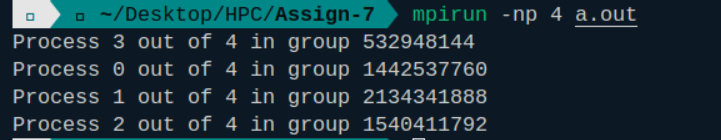 ~/Desktop/HPC/Assign-7 mpirun -np 4 a.out
Process 3 out of 4 in group 532948144
Process 0 out of 4 in group 1442537760
Process 1 out of 4 in group 2134341888
Process 2 out of 4 in group 1540411792